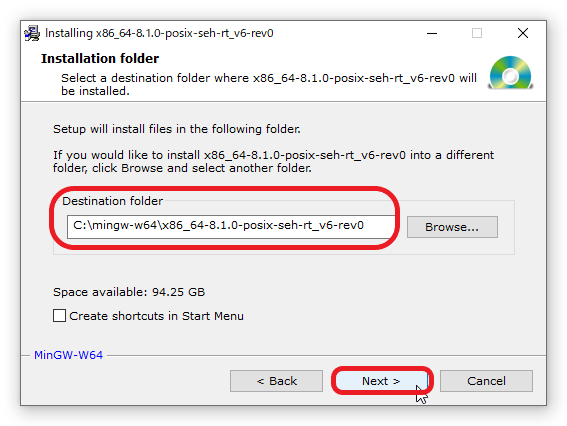 Installing x86_64-8.1.0-posix-seh-rt_v6-rev0
Installation folder
Select a destination folder where x86_64-8.1.0-posix-seh-rt_v6-rev0 will
be installed.
Setup will install files in the following folder.
If you would like to install x86_64-8.1.0-posix-seh-rt_v6-rev0 into a different
folder, click Browse and select another folder.
Destination folder
C:\mingw-w64\x86_64-8.1.0-posix-seh-rt_v6-rev0
Browse...
Space available: 94.25 GB
Create shortcuts in Start Menu
MinGW-W64
< Back
Next >
Cancel